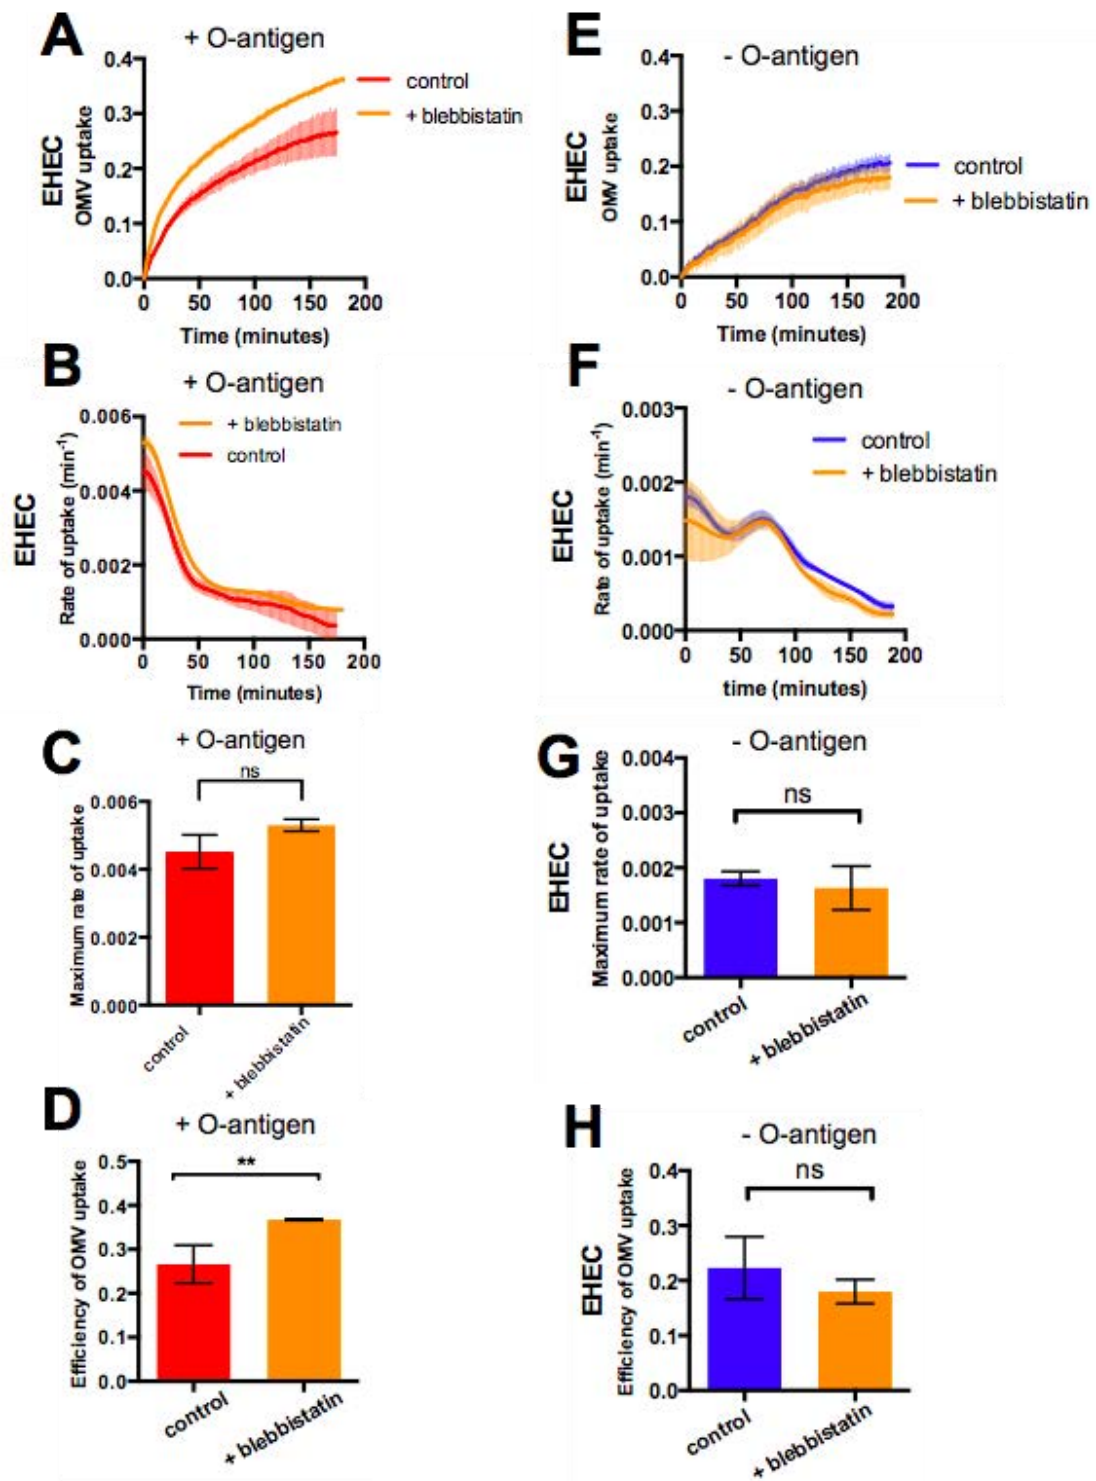 A
+ O-antigen
EHEC
OMV uptake
0.4
0.3
0.2
0.1
0.0
0 50 100 150 200
Time (minutes)
control
+ blebbistatin
B
+ O-antigen
EHEC
Rate of uptake (min-1)
0.006
0.004
0.002
0.000
0 50 100 150 200
Time (minutes)
+ blebbistatin
control
C
+ O-antigen
ns
Maximum rate of uptake
0.006
0.004
0.002
0.000
control
+ blebbistatin
D
+ O-antigen
**
Efficiency of OMV uptake
0.5
0.4
0.3
0.2
0.1
0.0
control
+ blebbistatin
E
- O-antigen
EHEC
OMV uptake
0.4
0.3
0.2
0.1
0.0
0 50 100 150 200
Time (minutes)
control
+ blebbistatin
F
- O-antigen
EHEC
Rate of uptake (min-1)
0.003
0.002
0.001
0.000
0 50 100 150 200
time (minutes)
control
+ blebbistatin
G
- O-antigen
ns
EHEC
Maximum rate of uptake
0.004
0.003
0.002
0.001
0.000
control
+ blebbistatin
H
- O-antigen
ns
EHEC
Efficiency of OMV uptake
0.4
0.3
0.2
0.1
0.0
control
+ blebbistatin